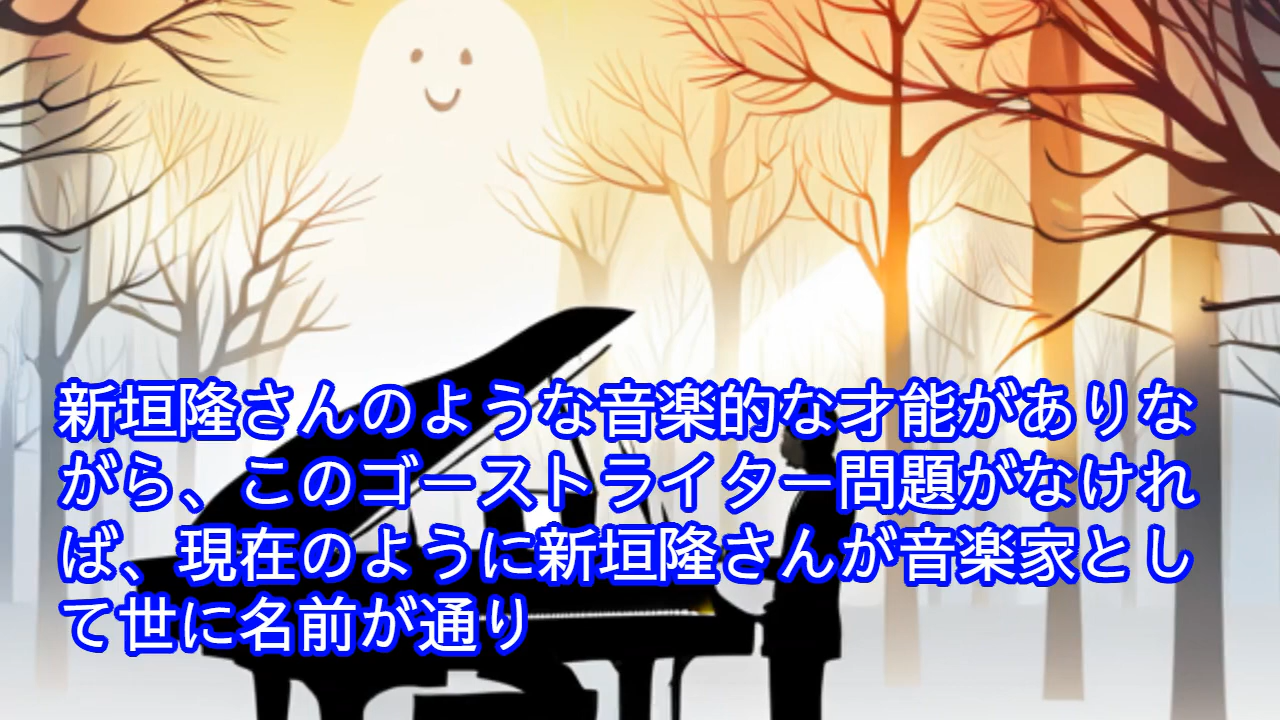 新垣隆さんのような音楽的な才能がありな
がら、このゴーストライター問題がなけれ
ば、現在のように新垣隆さんが音楽家とし
て世に名前が通り